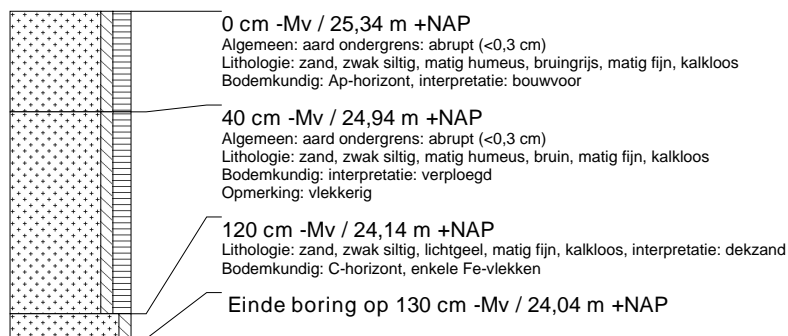 0 cm -Mv / 25,34 m +NAP
Algemeen: aard ondergrens: abrupt (<0,3 cm)
Lithologie: zand, zwak siltig, matig humeus, bruingrijs, matig fijn, kalkloos
Bodemkundig: Ap-horizont, interpretatie: bouwvoor
40 cm -Mv / 24,94 m +NAP
Algemeen: aard ondergrens: abrupt (<0,3 cm)
Lithologie: zand, zwak siltig, matig humeus, bruin, matig fijn, kalkloos
Bodemkundig: interpretatie: verploegd
Opmerking: vlekkerig
120 cm -Mv / 24,14 m +NAP
Lithologie: zand, zwak siltig, lichtgeel, matig fijn, kalkloos, interpretatie: dekzand
Bodemkundig: C-horizont, enkele Fe-vlekken
Einde boring op 130 cm -Mv / 24,04 m +NAP